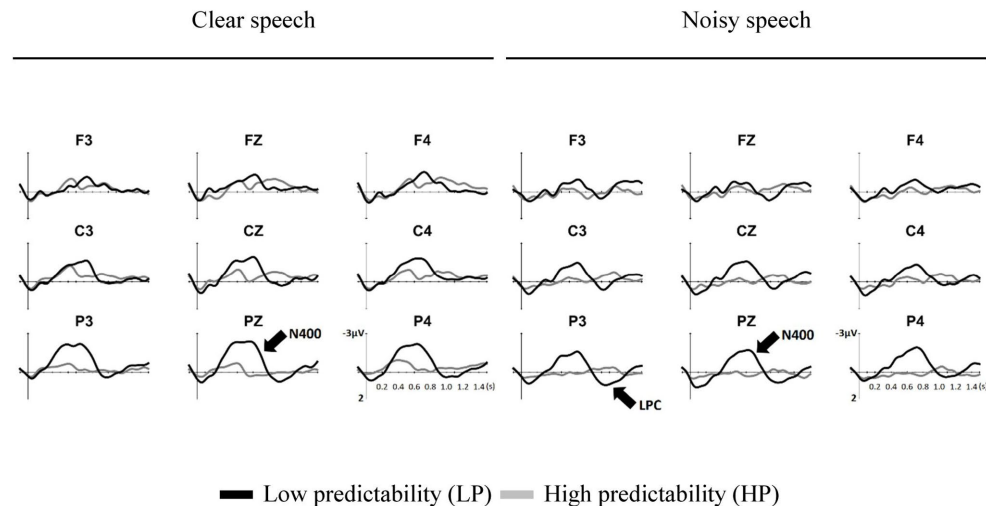 Clear speech Noisy speech
F3 FZ F4 F3 FZ F4
C3 CZ C4 C3 CZ C4
P3 PZ P4 P3 PZ P4
N400 -3μV N400 -3μV
0.2 0.4 0.6 0.8 1.0 1.2 1.4 (s) 0.2 0.4 0.6 0.8 1.0 1.2 1.4 (s)
2 LPC 2
Low predictability (LP) High predictability (HP)